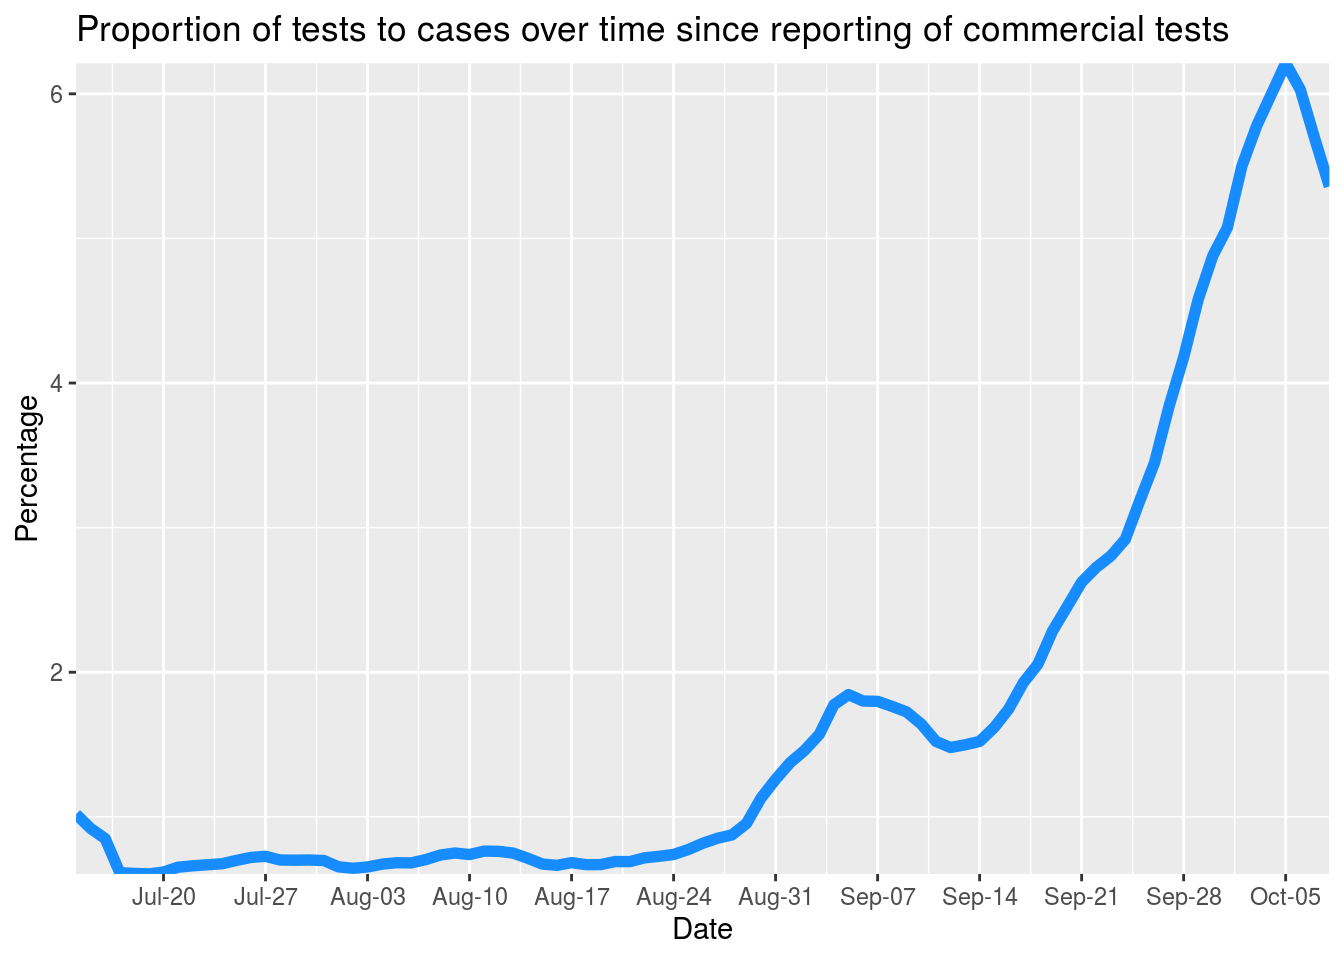 Proportion of tests to cases over time since reporting of commercial tests
6
4
2
Percentage
Jul-20 Jul-27 Aug-03 Aug-10 Aug-17 Aug-24 Aug-31 Sep-07 Sep-14 Sep-21 Sep-28 Oct-05
Date